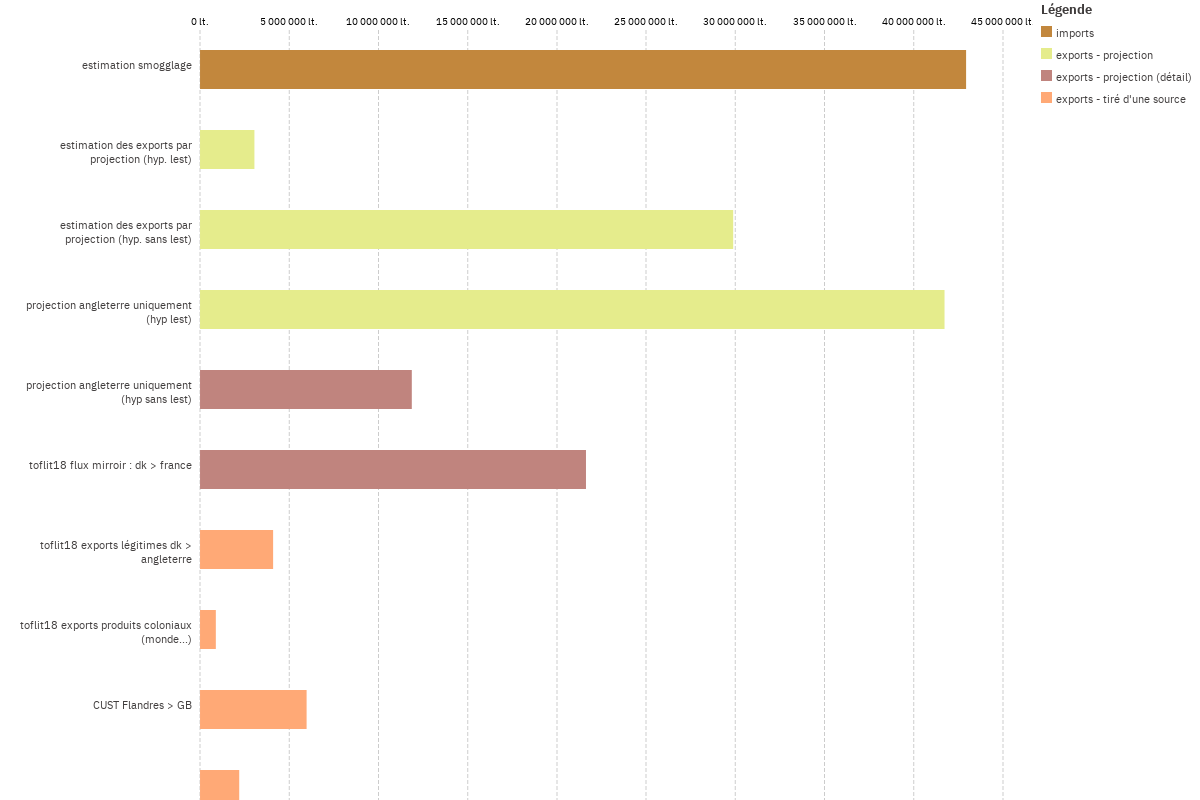 0 lt.
5 000 000 lt.
10 000 000 lt.
15 000 000 lt.
20 000 000 lt.
25 000 000 lt.
30 000 000 lt.
35 000 000 lt.
40 000 000 lt.
45 000 000 lt.
Légende
imports
exports - projection
exports - projection (détail)
exports - tiré d'une source
estimation smogglage
estimation des exports par
projection (hyp. lest)
estimation des exports par
projection (hyp. sans lest)
projection angleterre uniquement
(hyp lest)
projection angleterre uniquement
(hyp sans lest)
toflit18 flux mirroir : dk > france
toflit18 exports légitimes dk >
angleterre
toflit18 exports produits coloniaux
(monde...)
CUST Flandres > GB